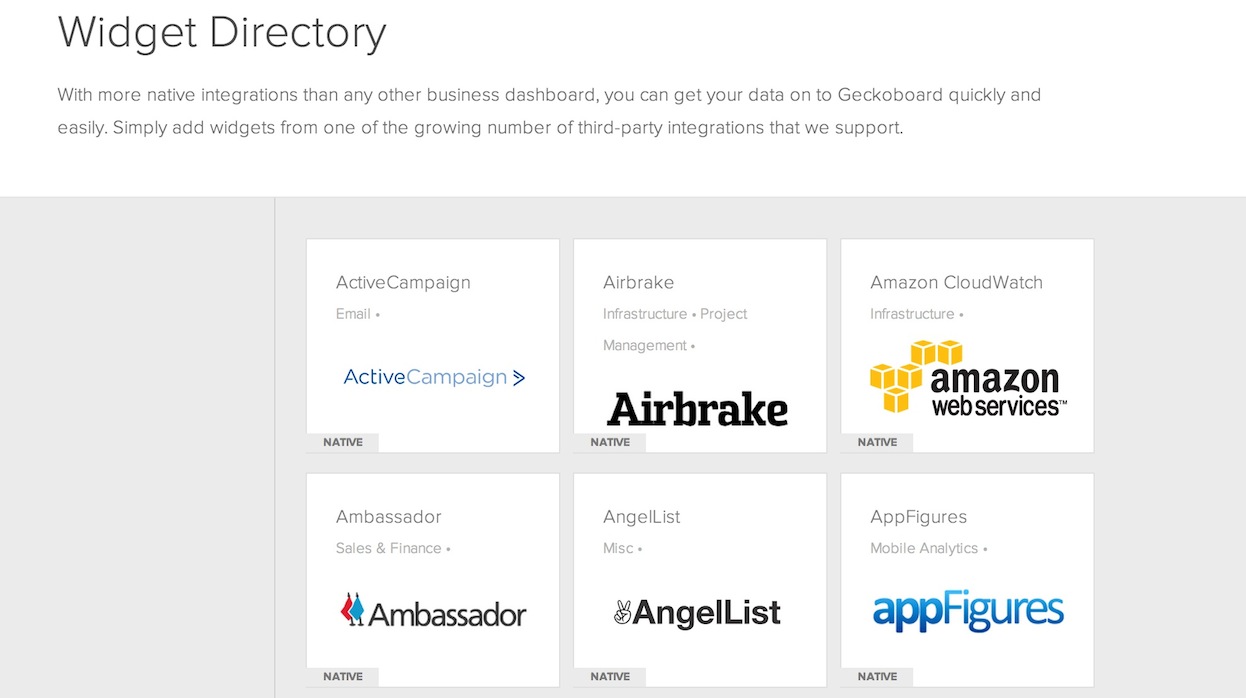 Widget Directory
With more native integrations than any other business dashboard, you can get your data on to Geckoboard quickly and
easily. Simply add widgets from one of the growing number of third-party integrations that we support.
ActiveCampaign
Email •
ActiveCampaign >
NATIVE
Airbrake
Infrastructure • Project
Management •
Airbrake
NATIVE
Amazon CloudWatch
Infrastructure •
amazon
web services™
NATIVE
Ambassador
Sales & Finance •
Ambassador
NATIVE
AngelList
Misc •
AngelList
NATIVE
AppFigures
Mobile Analytics •
appFigures
NATIVE